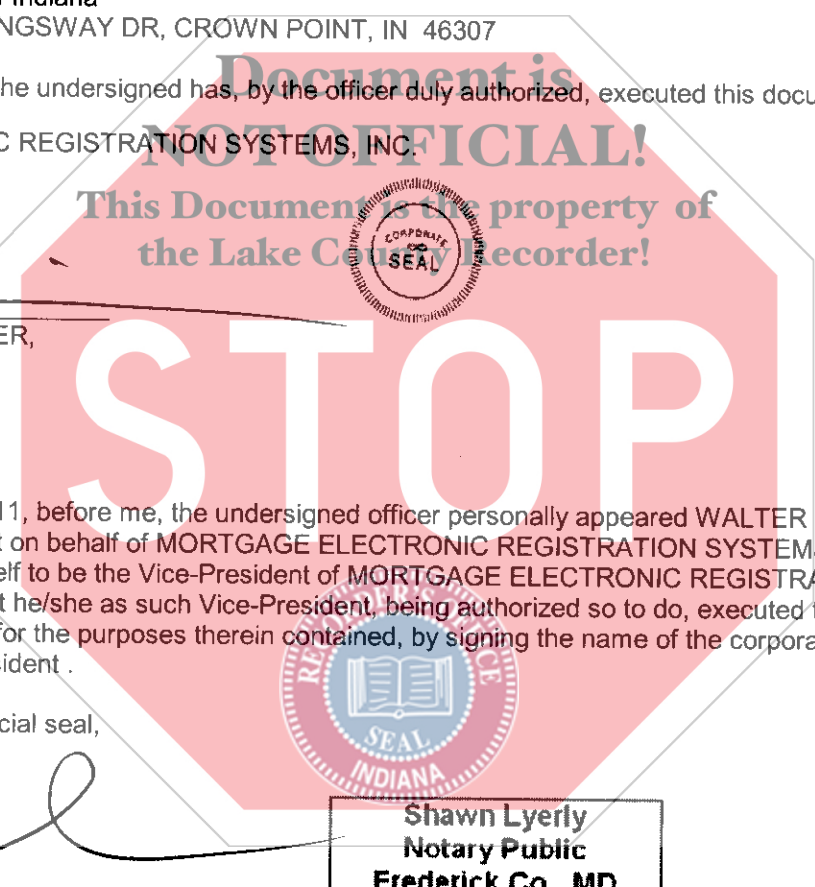 Indiana
NGSWAY DR, CROWN POINT, IN 46307
Document is
he undersigned has, by the officer duly authorized, executed this docu
NOT OFFICIAL!
C REGISTRATION SYSTEMS, INC.
This Document is the property of
the Lake County Recorder!
CORPORATE
SEAL
ER,
STOP
11, before me, the undersigned officer personally appeared WALTER
on behalf of MORTGAGE ELECTRONIC REGISTRATION SYSTEM
elf to be the Vice-President of MORTGAGE ELECTRONIC REGISTRA
t he/she as such Vice-President, being authorized so to do, executed t
for the purposes therein contained, by signing the name of the corpora
sident .
RECORDER'S OFFICE
SEAL
INDIANA
cial seal,
Shawn Lyerly
Notary Public
Frederick Co., MD